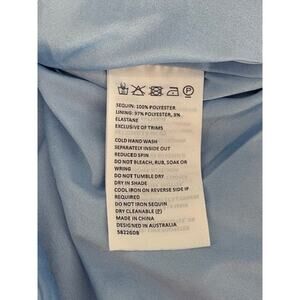 SEQUIN: 100% POLYESTER
LINING: 97% POLYESTER, 3%
ELASTANE
EXCLUSIVE OF TRIMS
COLD HAND WASH
SEPARATELY INSIDE OUT
REDUCED SPIN
DO NOT BLEACH, RUB, SOAK OR
WRING
DO NOT TUMBLE DRY
DRY IN SHADE
COOL IRON ON REVERSE SIDE IF
REQUIRED
DO NOT IRON SEQUIN
DRY CLEANABLE (P)
MADE IN CHINA
DESIGNED IN AUSTRALIA
5822GDB